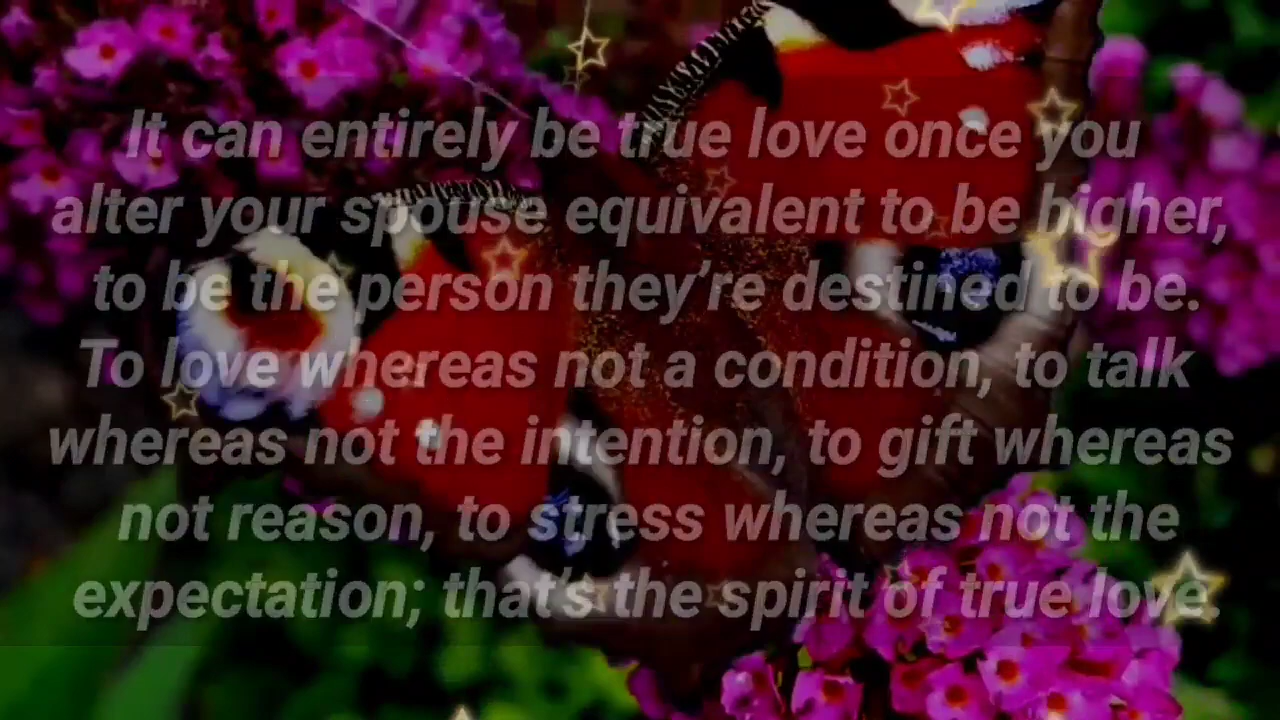 It can entirely be true love once you
alter your spouse equivalent to be higher,
to be the person they’re destined to be.
To love whereas not a condition, to talk
whereas not the intention, to gift whereas
not reason, to stress whereas not the
expectation; that’s the spirit of true love.